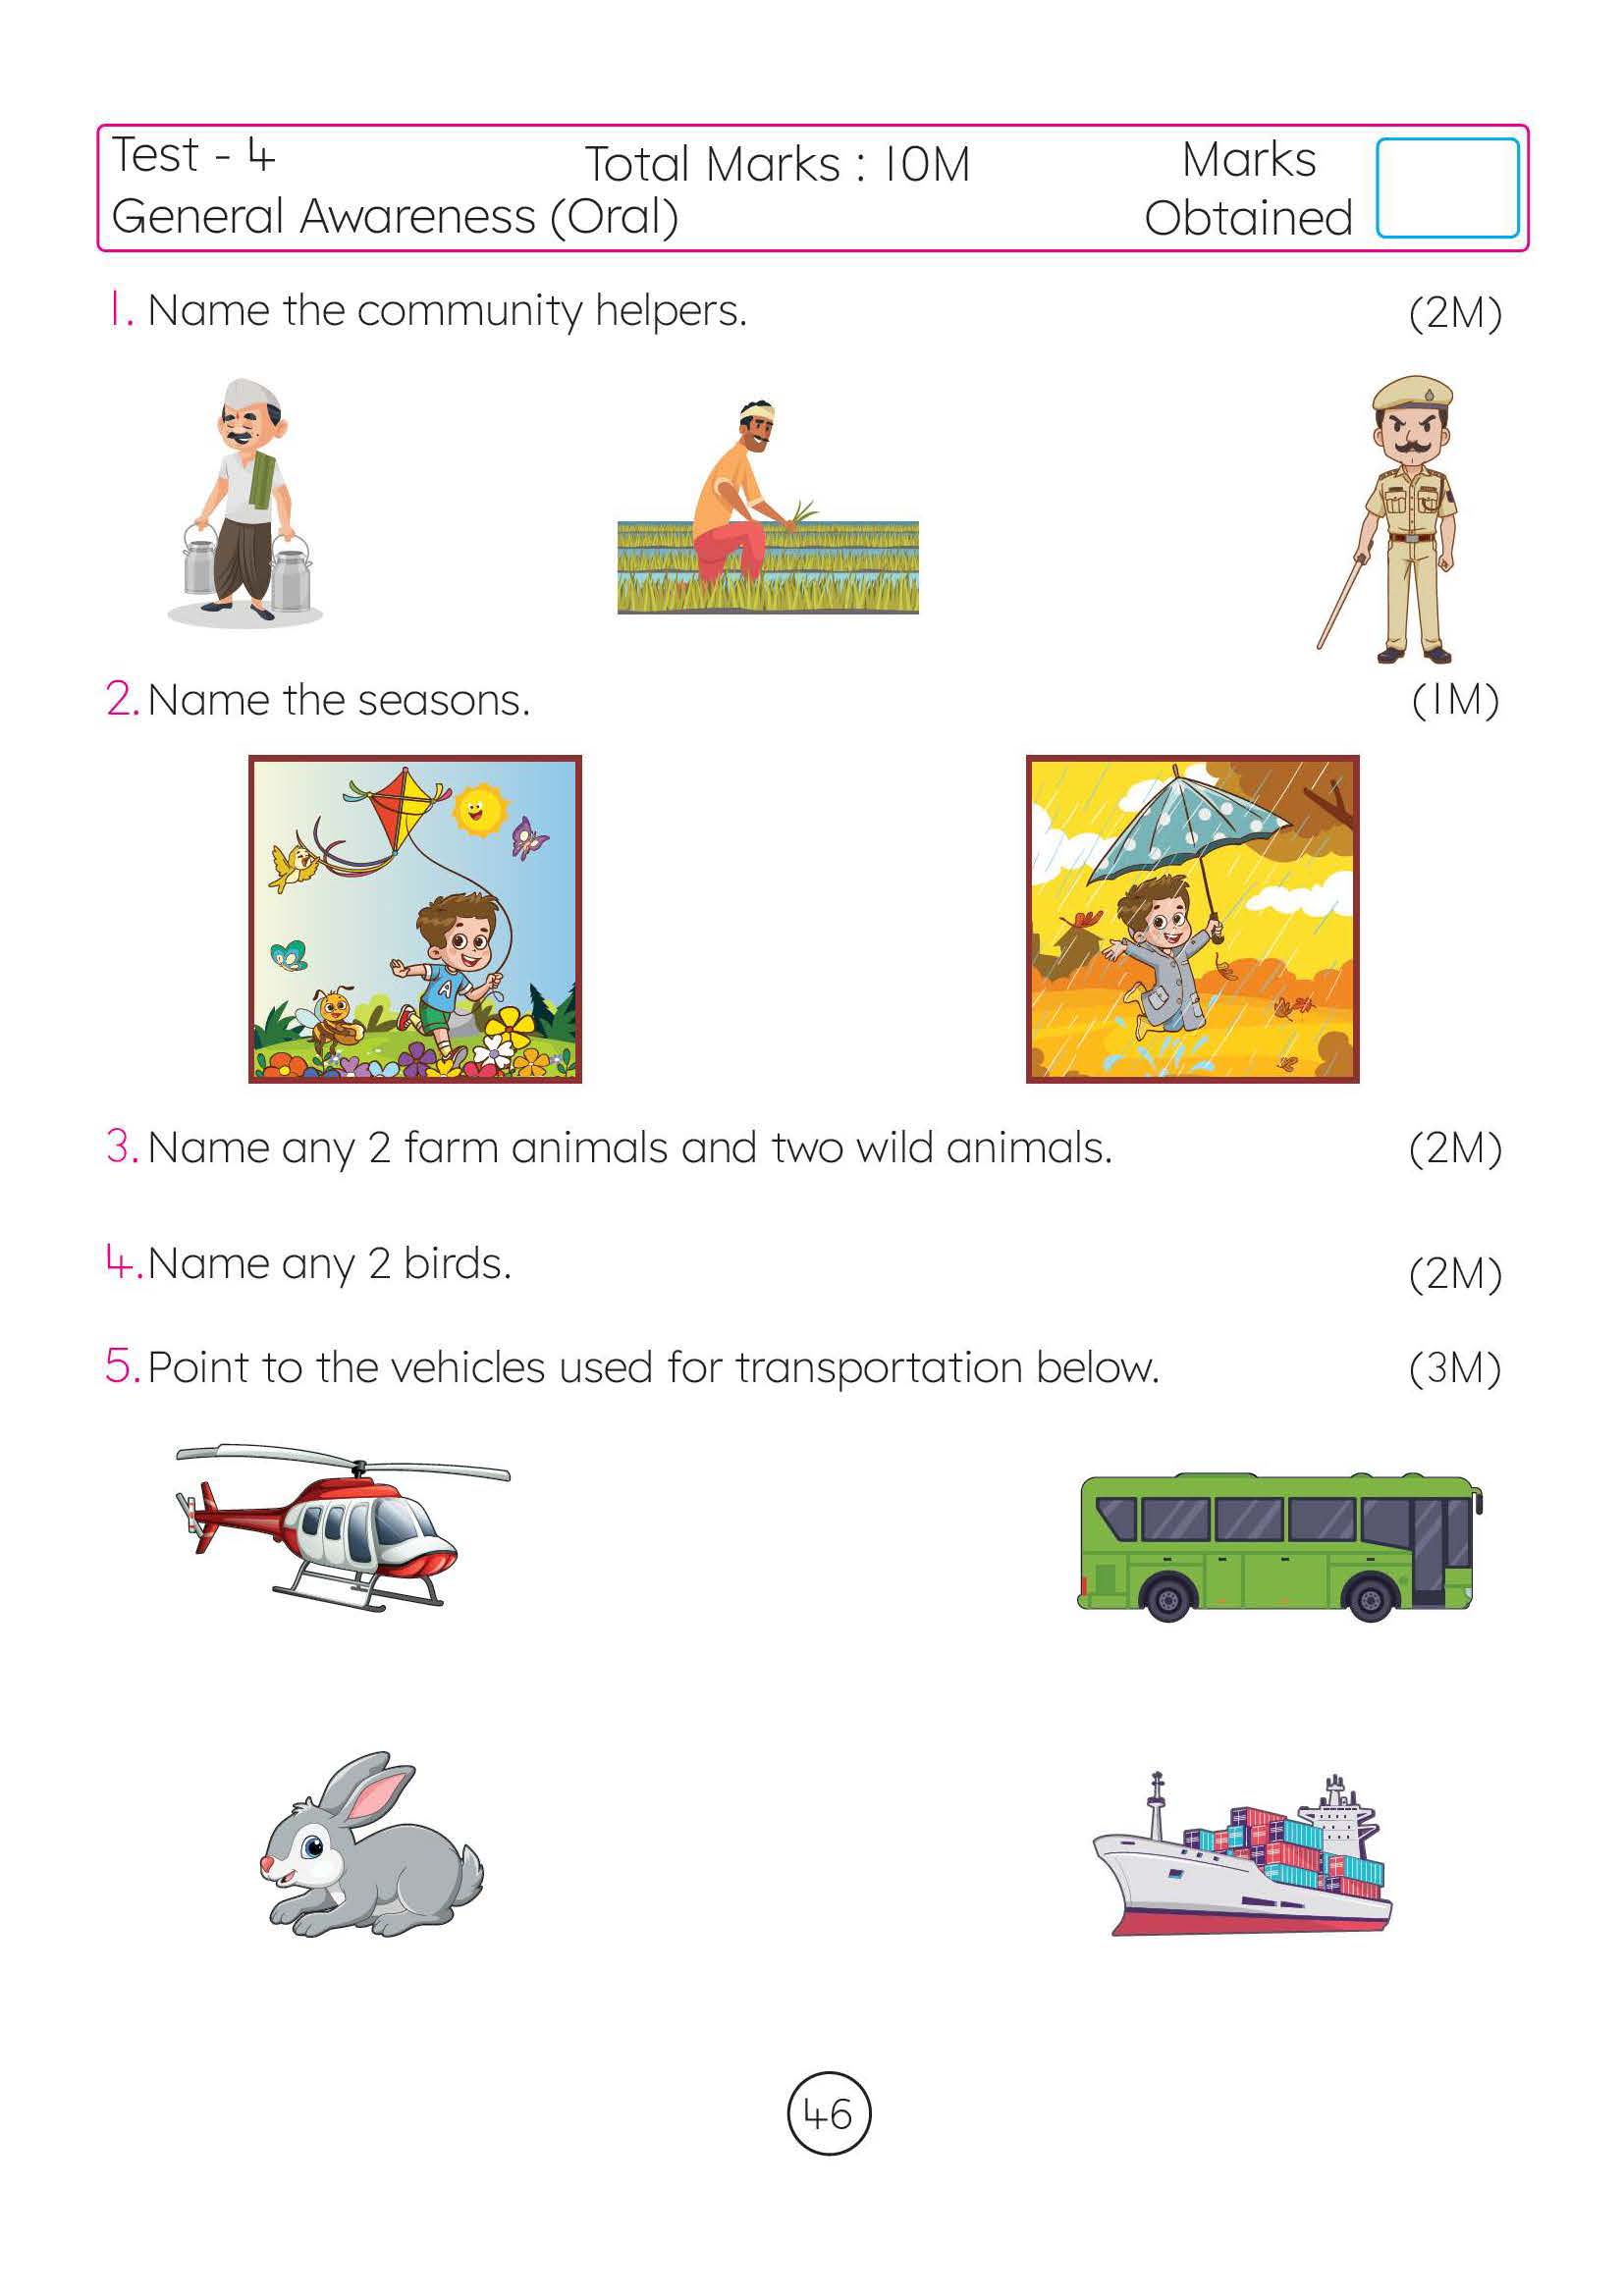 Test - 4
Total Marks : 10M
Marks
Obtained
General Awareness (Oral)
1. Name the community helpers. (2M)
2. Name the seasons. (1M)
A
3. Name any 2 farm animals and two wild animals. (2M)
4. Name any 2 birds. (2M)
5. Point to the vehicles used for transportation below. (3M)
46